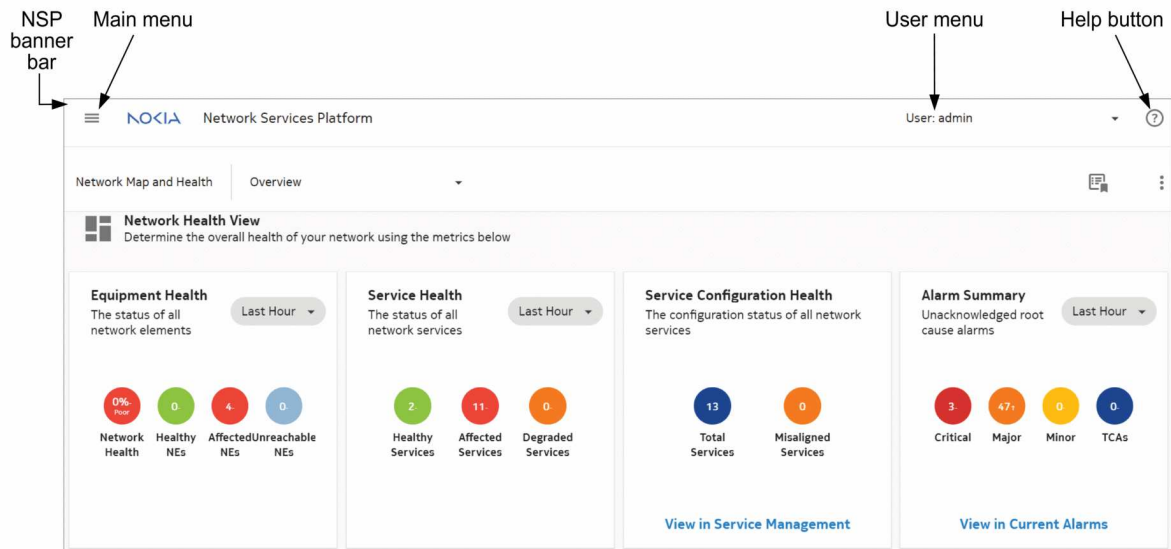 NSP
banner
bar
Main menu
User menu
Help button
NOKIA Network Services Platform
User: admin
?
Network Map and Health
Overview
Network Health View
Determine the overall health of your network using the metrics below
Equipment Health
The status of all
network elements
Last Hour
0%-
Poor
Network
Health
0-
Healthy
NEs
4-
Affected
NEs
0-
Unreachable
NEs
Service Health
The status of all
network services
Last Hour
2-
Healthy
Services
11-
Affected
Services
0-
Degraded
Services
Service Configuration Health
The configuration status of all network
services
13
Total
Services
0
Misaligned
Services
View in Service Management
Alarm Summary
Unacknowledged root
cause alarms
Last Hour
3-
Critical
47↑
Major
0-
Minor
0-
TCAs
View in Current Alarms